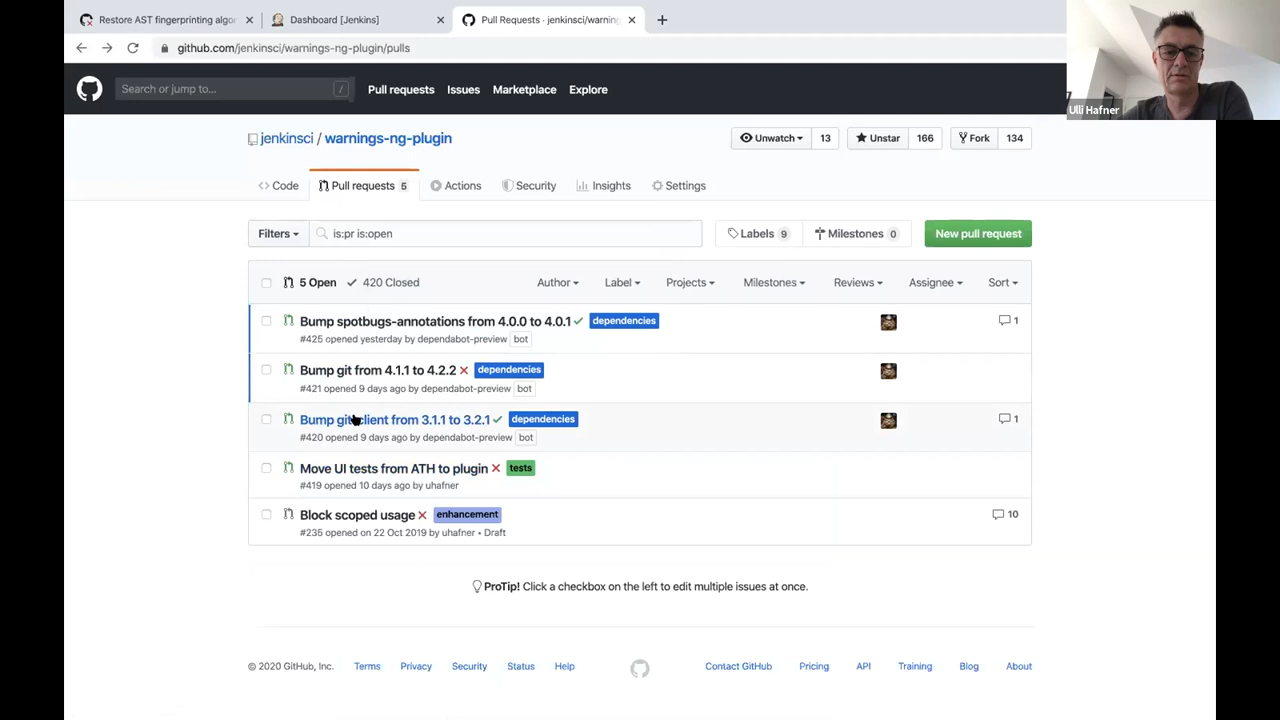 Restore AST fingerprinting algor
Dashboard [Jenkins]
Pull Requests · jenkinsci/warning
github.com/jenkinsci/warnings-ng-plugin/pulls
Search or jump to... /
Pull requests Issues Marketplace Explore
Ulli Hafner
jenkinsci / warnings-ng-plugin
Unwatch 13 Unstar 166 Fork 134
Code Pull requests 5 Actions Security Insights Settings
Filters is:pr is:open Labels 9 Milestones 0 New pull request
5 Open 420 Closed Author Label Projects Milestones Reviews Assignee Sort
Bump spotbugs-annotations from 4.0.0 to 4.0.1 dependencies 1
#425 opened yesterday by dependabot-preview bot
Bump git from 4.1.1 to 4.2.2 dependencies
#421 opened 9 days ago by dependabot-preview bot
Bump git-client from 3.1.1 to 3.2.1 dependencies 1
#420 opened 9 days ago by dependabot-preview bot
Move UI tests from ATH to plugin tests
#419 opened 10 days ago by uhafner
Block scoped usage enhancement 10
#235 opened on 22 Oct 2019 by uhafner • Draft
ProTip! Click a checkbox on the left to edit multiple issues at once.
© 2020 GitHub, Inc. Terms Privacy Security Status Help Contact GitHub Pricing API Training Blog About